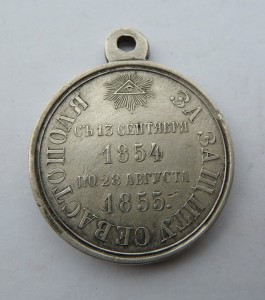 ЗА ЗАЩИТУ СЕВАСТОПОЛЯ
СЪ 13 СЕНТЯБРЯ
1854
ПО 28 АВГУСТА
1855.